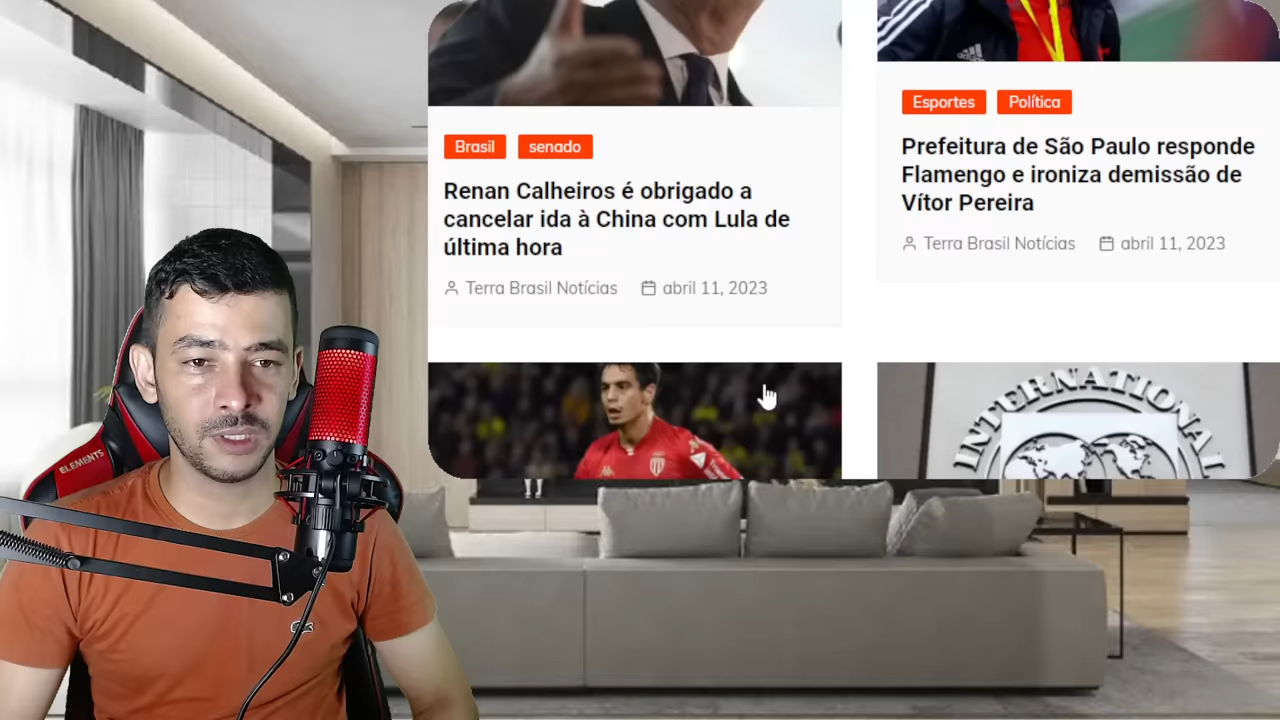 Brasil senado
Renan Calheiros é obrigado a
cancelar ida à China com Lula de
última hora
Terra Brasil Notícias abril 11, 2023
Esportes Política
Prefeitura de São Paulo responde
Flamengo e ironiza demissão de
Vítor Pereira
Terra Brasil Notícias abril 11, 2023
INTERNATIONAL
ELEMENTS